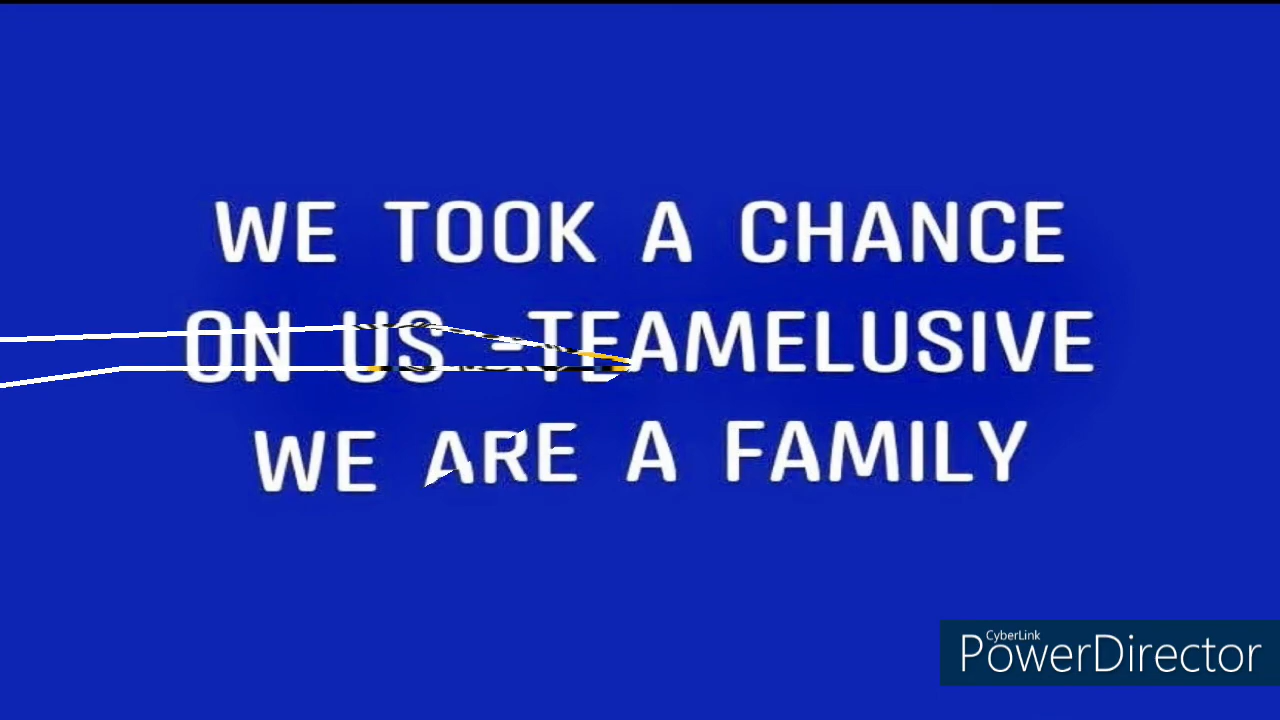 WE TOOK A CHANCE
ON US -TEAMELUSIVE
WE ARE A FAMILY
CyberLink
PowerDirector